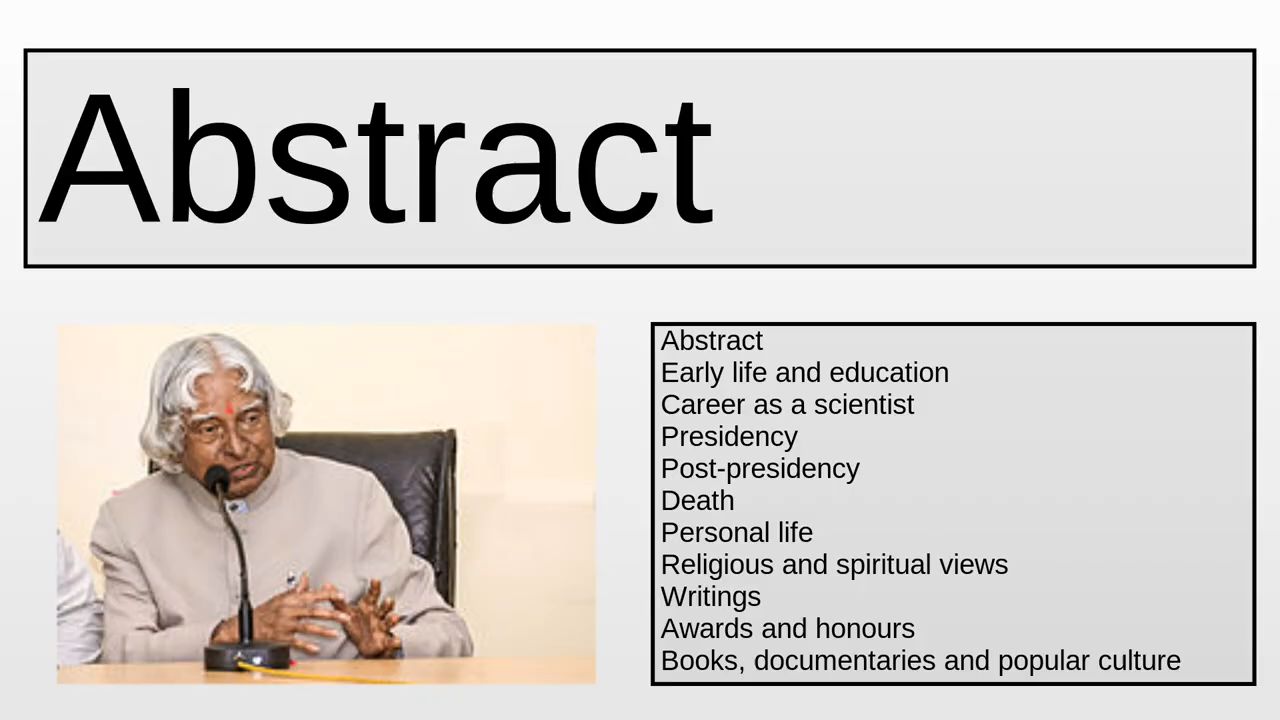 Abstract
Abstract
Early life and education
Career as a scientist
Presidency
Post-presidency
Death
Personal life
Religious and spiritual views
Writings
Awards and honours
Books, documentaries and popular culture